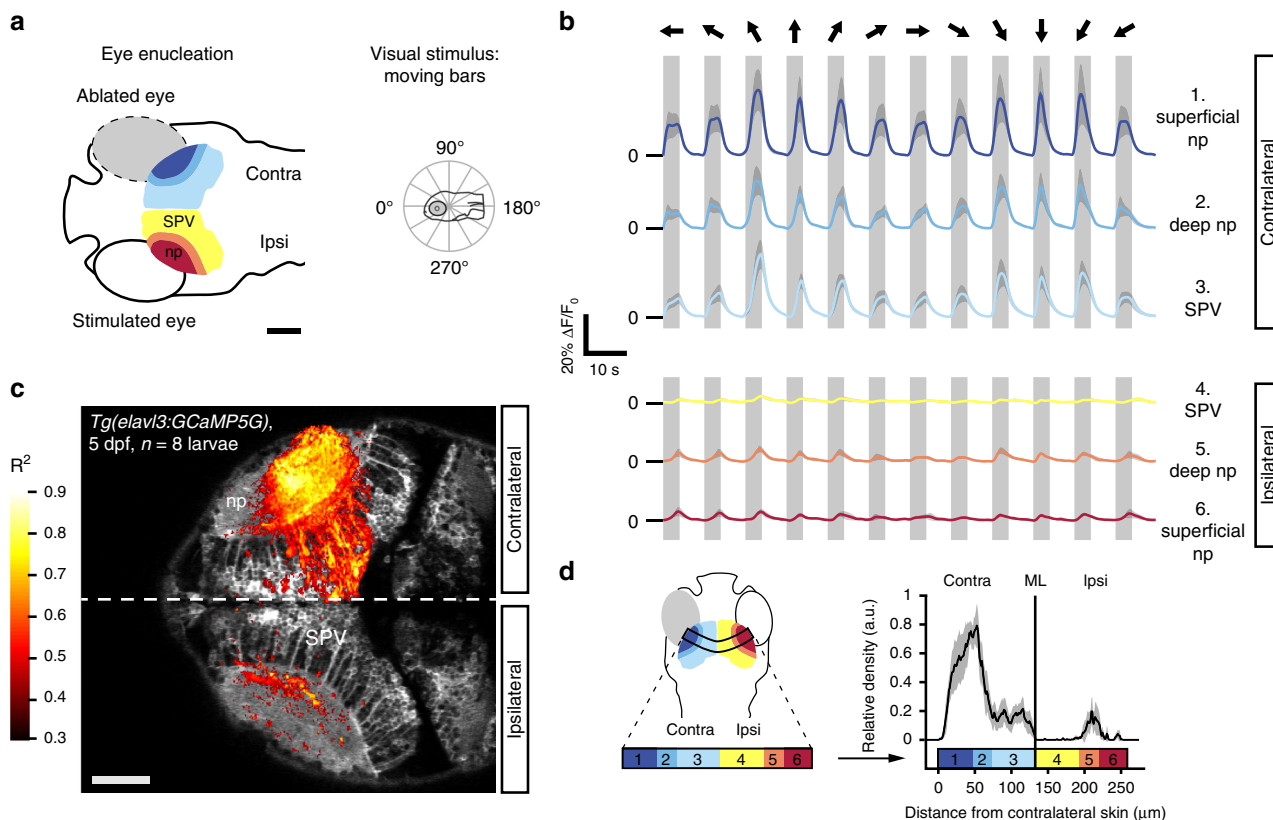 a
Eye enucleation
Ablated eye
Contra
SPV
np
Ipsi
Stimulated eye
Visual stimulus:
moving bars
90°
0°
180°
270°
b
0
1.
superficial
np
0
2.
deep np
0
3.
SPV
Contralateral
20% ΔF/F0
10 s
0
4.
SPV
0
5.
deep np
0
6.
superficial
np
Ipsilateral
c
R2
0.9
0.8
0.7
0.6
0.5
0.4
0.3
Tg(elavl3:GCaMP5G),
5 dpf, n = 8 larvae
np
SPV
Contralateral
Ipsilateral
d
Contra Ipsi
1 2 3 4 5 6
Contra ML Ipsi
Relative density (a.u.)
1
0.8
0.6
0.4
0.2
0
1 2 3 4 5 6
0 50 100 150 200 250
Distance from contralateral skin (μm)